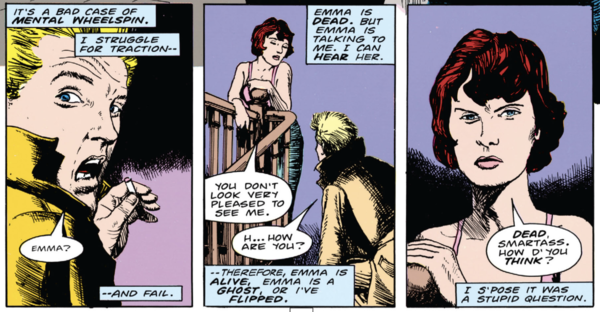 IT'S A BAD CASE OF
MENTAL WHEELSPIN.
I STRUGGLE
FOR TRACTION--
EMMA?
--AND FAIL.
EMMA IS
DEAD. BUT
EMMA IS
TALKING TO
ME. I CAN
HEAR HER.
YOU DON'T
LOOK VERY
PLEASED TO
SEE ME.
H...HOW
ARE YOU?
--THEREFORE, EMMA IS
ALIVE, EMMA IS A
GHOST, OR I'VE
FLIPPED.
DEAD,
SMARTASS.
HOW D'YOU
THINK?
I S'POSE IT WAS
A STUPID QUESTION.